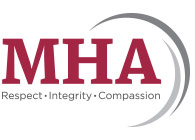 MHA
Respect • Integrity • Compassion